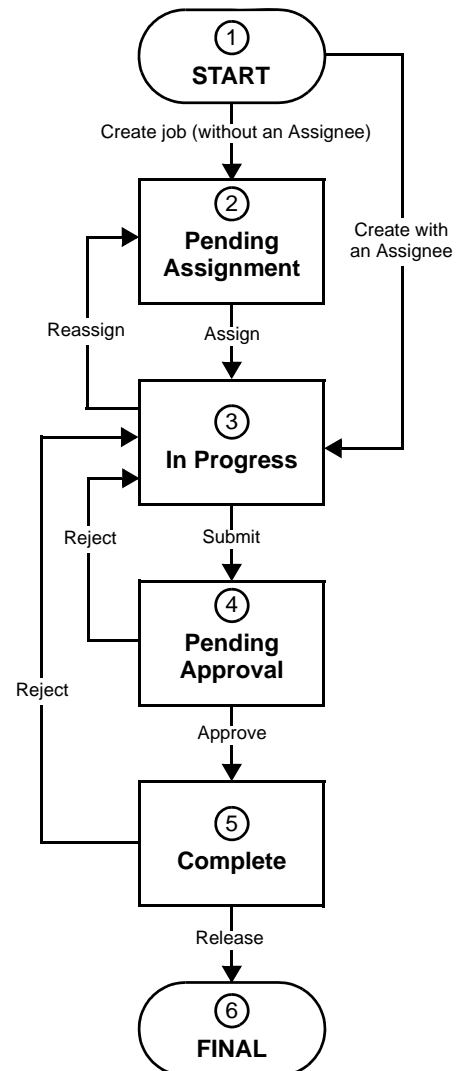 1
START
Create job (without an Assignee)
2
Pending
Assignment
Create with
an Assignee
Reassign
Assign
3
In Progress
Reject
Submit
4
Pending
Approval
Reject
Approve
5
Complete
Release
6
FINAL